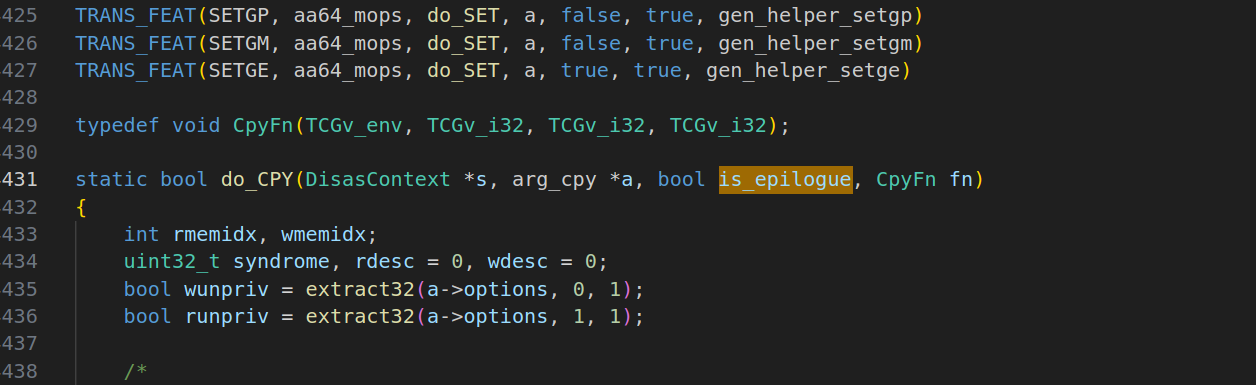 425 TRANS_FEAT(SETGP, aa64_mops, do_SET, a, false, true, gen_helper_setgp)
426 TRANS_FEAT(SETGM, aa64_mops, do_SET, a, false, true, gen_helper_setgm)
427 TRANS_FEAT(SETGE, aa64_mops, do_SET, a, true, true, gen_helper_setge)
428
429 typedef void CpyFn(TCGv_env, TCGv_i32, TCGv_i32, TCGv_i32);
430
431 static bool do_CPY(DisasContext *s, arg_cpy *a, bool is_epilogue, CpyFn fn)
432 {
433     int rmemidx, wmemidx;
434     uint32_t syndrome, rdesc = 0, wdesc = 0;
435     bool wunpriv = extract32(a->options, 0, 1);
436     bool runpriv = extract32(a->options, 1, 1);
437
438     /*